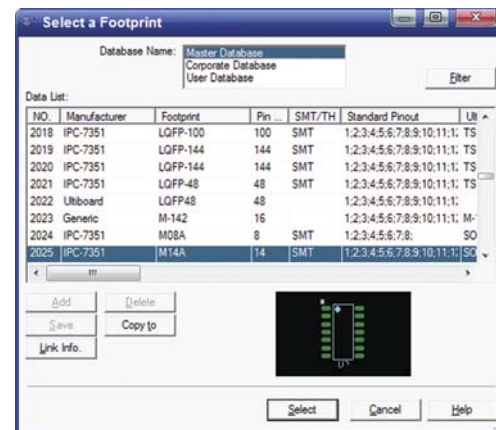 Select a Footprint
Database Name: Master Database
Corporate Database
User Database
Filter
Data List:
NO. Manufacturer Footprint Pin ... SMT/TH Standard Pinout Ult
2018 IPC-7351 LQFP-100 100 SMT 1;2;3;4;5;6;7;8;9;10;11;1; TS
2019 IPC-7351 LQFP-144 144 SMT 1;2;3;4;5;6;7;8;9;10;11;1; TS
2020 IPC-7351 LQFP-144 144 SMT 1;2;3;4;5;6;7;8;9;10;11;1; TS
2021 IPC-7351 LQFP-48 48 SMT 1;2;3;4;5;6;7;8;9;10;11;1; TS
2022 Ultiboard LQFP48 48 1;2;3;4;5;6;7;8;9;10;11;1;
2023 Generic M-142 16 1;2;3;4;5;6;7;8;9;10;11;1; M-
2024 IPC-7351 M08A 8 SMT 1;2;3;4;5;6;7;8; SO
2025 IPC-7351 M14A 14 SMT 1;2;3;4;5;6;7;8;9;10;11;1; SO
Add Delete
Save Copy to
Link Info.
Select Cancel Help